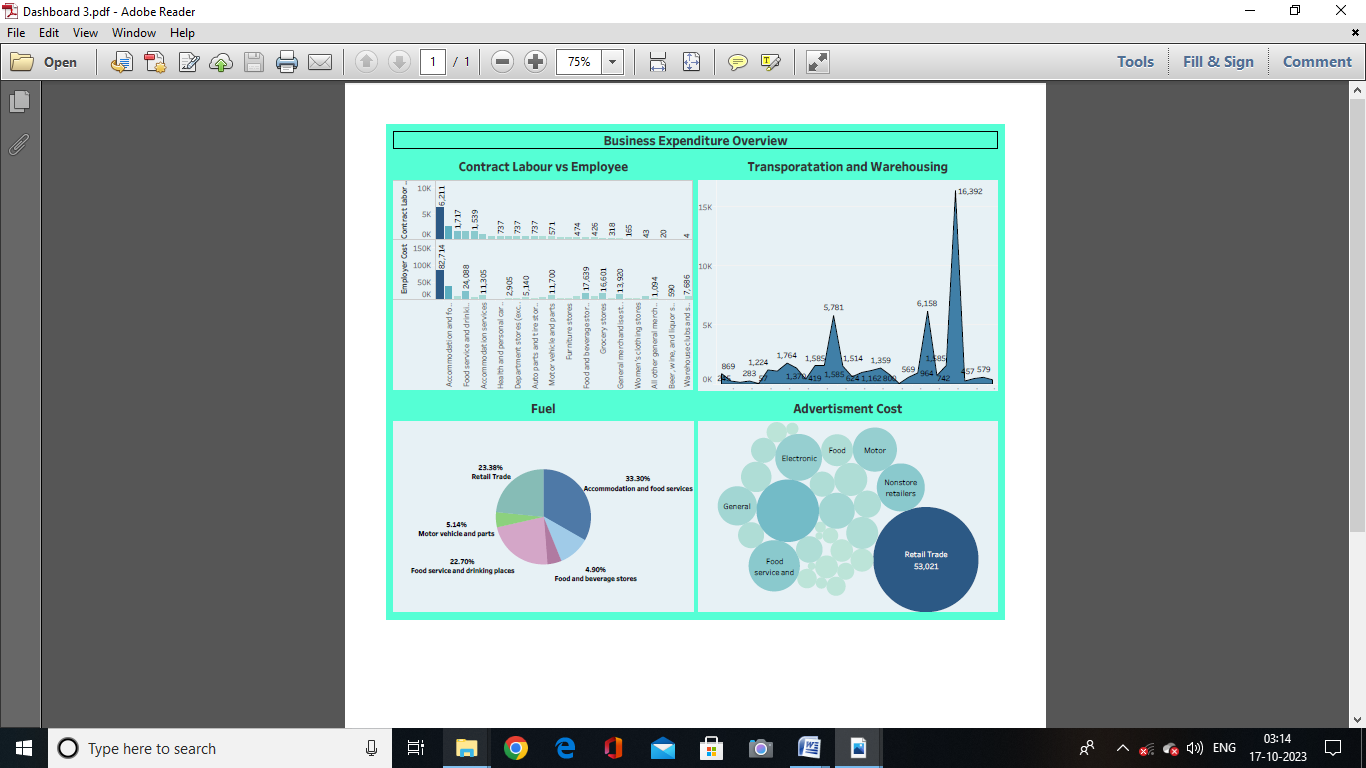 Dashboard 3.pdf - Adobe Reader
File Edit View Window Help
Open 1 / 1 75% Tools Fill & Sign Comment
Business Expenditure Overview
Contract Labour vs Employee
Contract Labor..
10K
5K
0K
6,211
1,717
1,539
737
737
737
571
474
426
318
165
43
20
4
Employer Cost
150K
100K
50K
0K
82,714
24,088
11,305
2,905
5,140
11,700
17,639
16,601
13,920
1,094
590
7,686
Accommodation and fo..
Food service and drinki..
Accommodation services
Health and personal car..
Department stores (exc..
Auto parts and tire stor..
Motor vehicle and parts
Furniture stores
Food and beverage stor..
Grocery stores
General merchandisest..
Women's clothing stores
All other general merch..
Beer, wine, and liquor s..
Warehouse clubs and s..
Transporatation and Warehousing
15K
10K
5K
0K
16,392
5,781
6,158
869
1,224
1,764
1,585
1,514
1,359
1,585
283
57
1,370
419
1,585
624
1,162
800
569
964
742
457
579
Fuel
23.38%
Retail Trade
33.30%
Accommodation and food services
5.14%
Motor vehicle and parts
22.70%
Food service and drinking places
4.90%
Food and beverage stores
Advertisment Cost
Electronic
Food
Motor
Nonstore
retailers
General
Food
service and
Retail Trade
53,021
Type here to search
ENG
03:14
17-10-2023